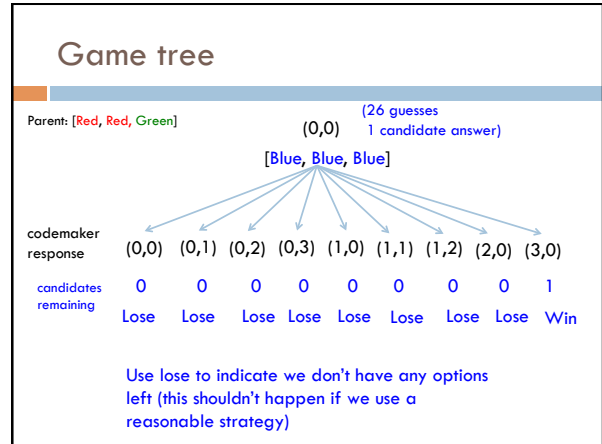 Game tree
Parent: [Red, Red, Green]
(0,0)
(26 guesses
1 candidate answer)
[Blue, Blue, Blue]
codemaker
response
(0,0) (0,1) (0,2) (0,3) (1,0) (1,1) (1,2) (2,0) (3,0)
candidates
remaining
0 0 0 0 0 0 0 0 1
Lose Lose Lose Lose Lose Lose Lose Lose Win
Use lose to indicate we don't have any options
left (this shouldn't happen if we use a
reasonable strategy)